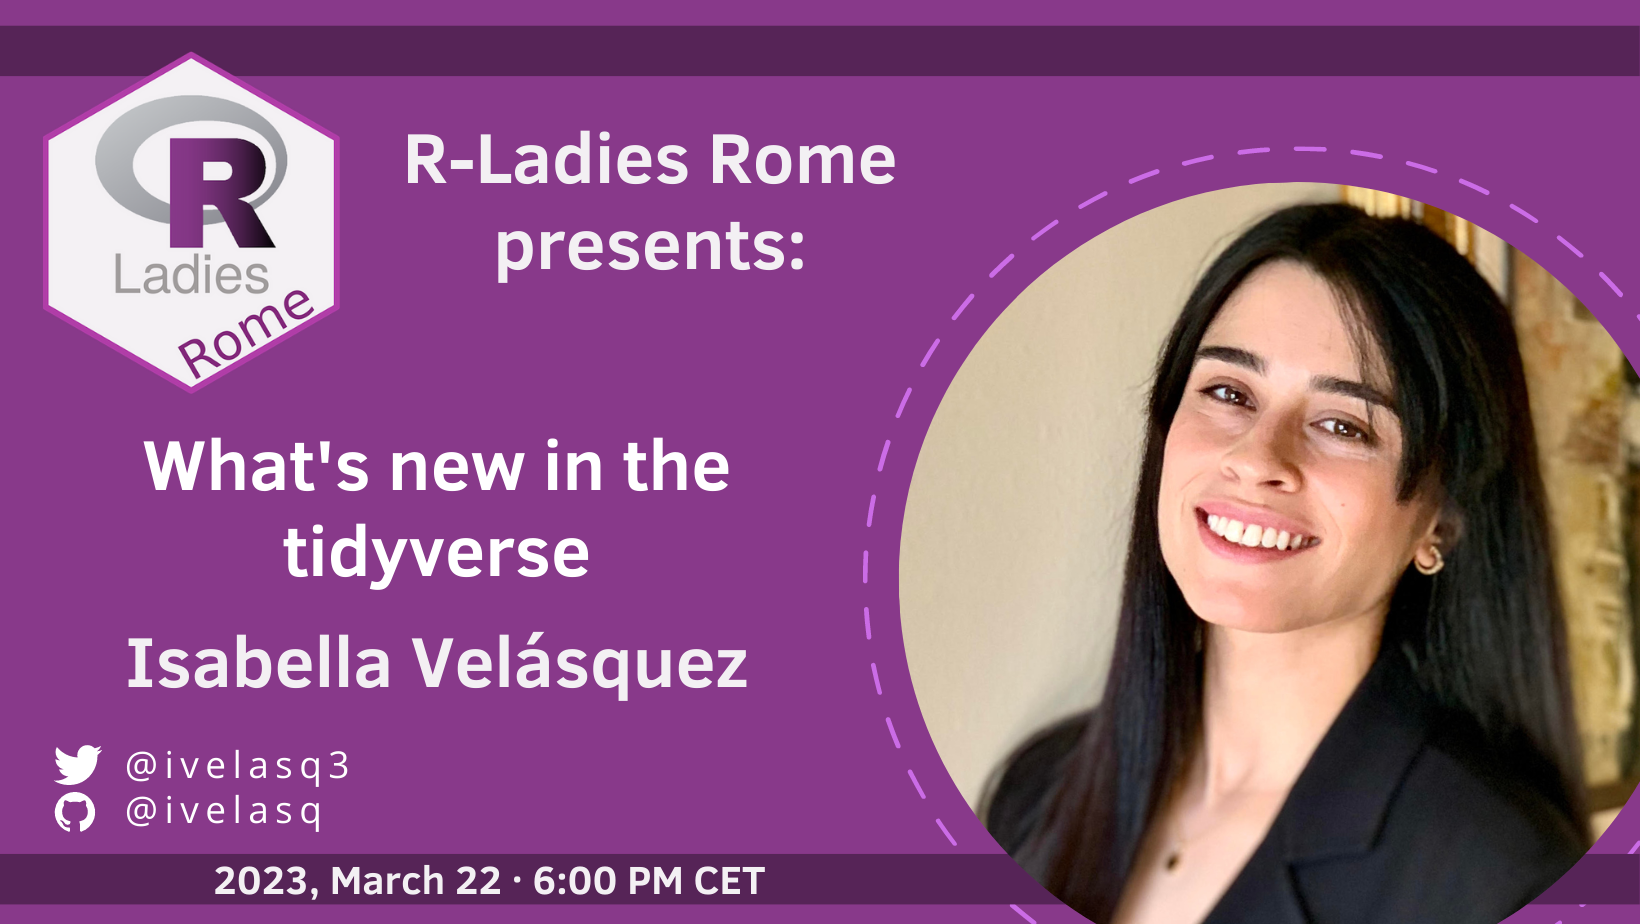 R
Ladies
Rome
R-Ladies Rome
presents:
What's new in the
tidyverse
Isabella Velásquez
@ivelasq3
@ivelasq
2023, March 22 · 6:00 PM CET